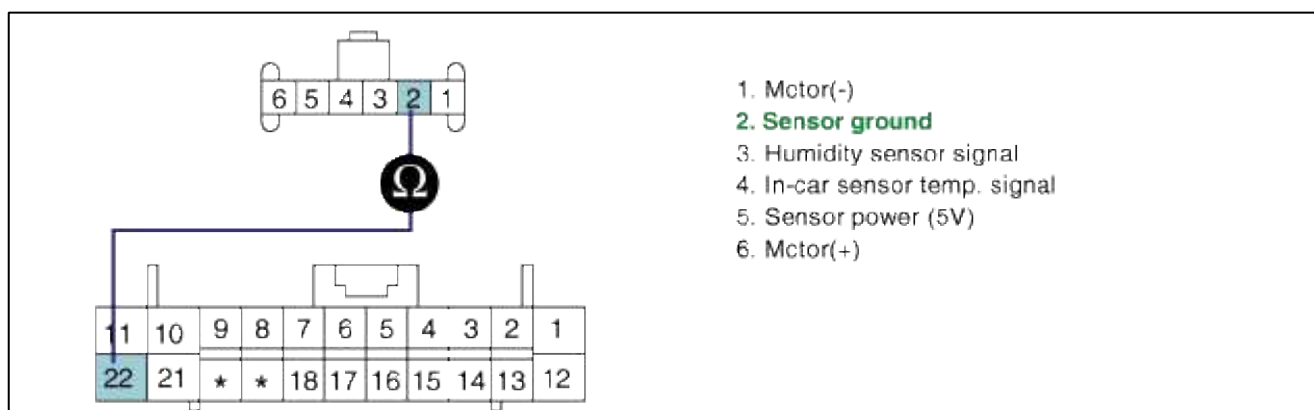 6 5 4 3 2 1
Ω
11 10 9 8 7 6 5 4 3 2 1
22 21 * * 18 17 16 15 14 13 12
1. Motor(-)
2. Sensor ground
3. Humidity sensor signal
4. In-car sensor temp. signal
5. Sensor power (5V)
6. Motor(+)